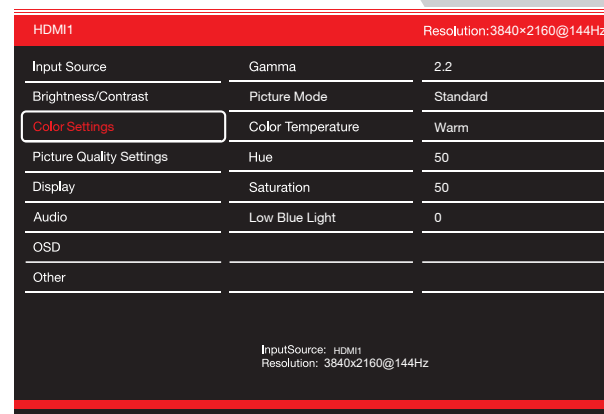 HDMI1 Resolution:3840×2160@144Hz
Input Source Gamma 2.2
Brightness/Contrast Picture Mode Standard
Color Settings Color Temperature Warm
Picture Quality Settings Hue 50
Display Saturation 50
Audio Low Blue Light 0
OSD
Other
InputSource: HDMI1
Resolution: 3840x2160@144Hz